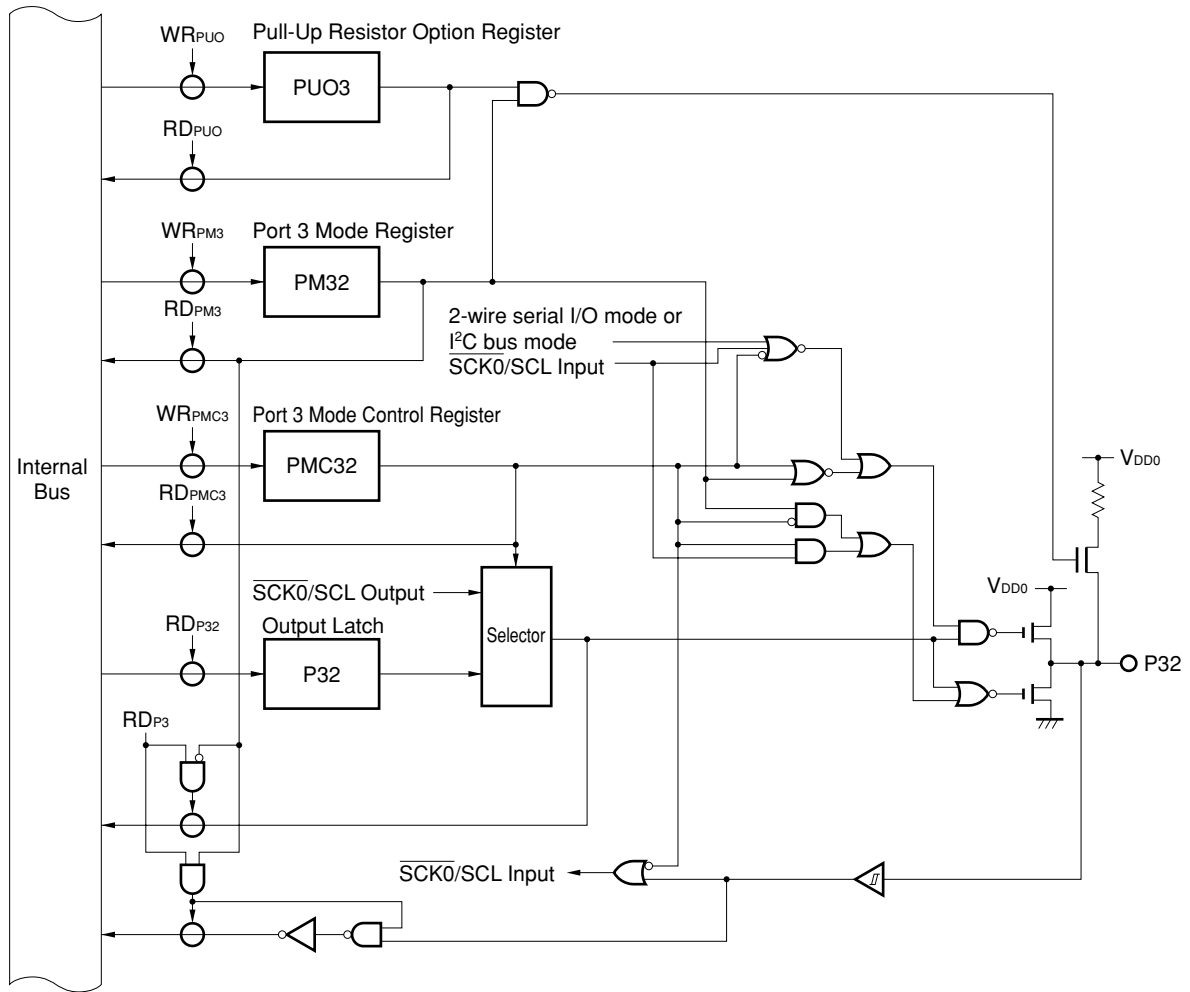 WRPUO
Pull-Up Resistor Option Register
PUO3
RDPUO
WRPM3
Port 3 Mode Register
PM32
RDPM3
2-wire serial I/O mode or
I²C bus mode
SCK0/SCL Input
WRPMC3
Port 3 Mode Control Register
PMC32
Internal
Bus
RDPMC3
VDD0
SCK0/SCL Output
VDD0
RDP32
Output Latch
P32
Selector
P32
RDP3
SCK0/SCL Input